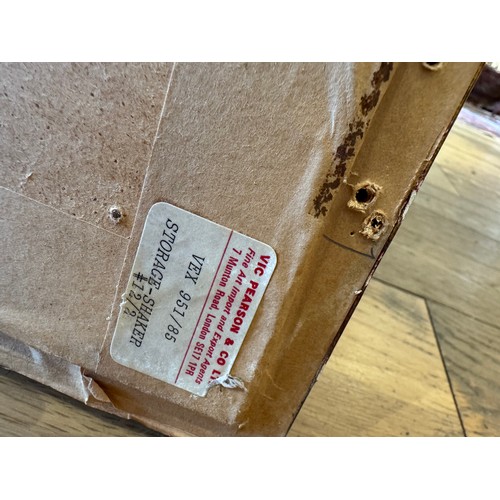 VIC PEARSON & CO
Fine Art Import and Export Agents
7 Munton Road, London SE17 1PR
VEX 951/85
STORAGE-SHAKER
#12/2